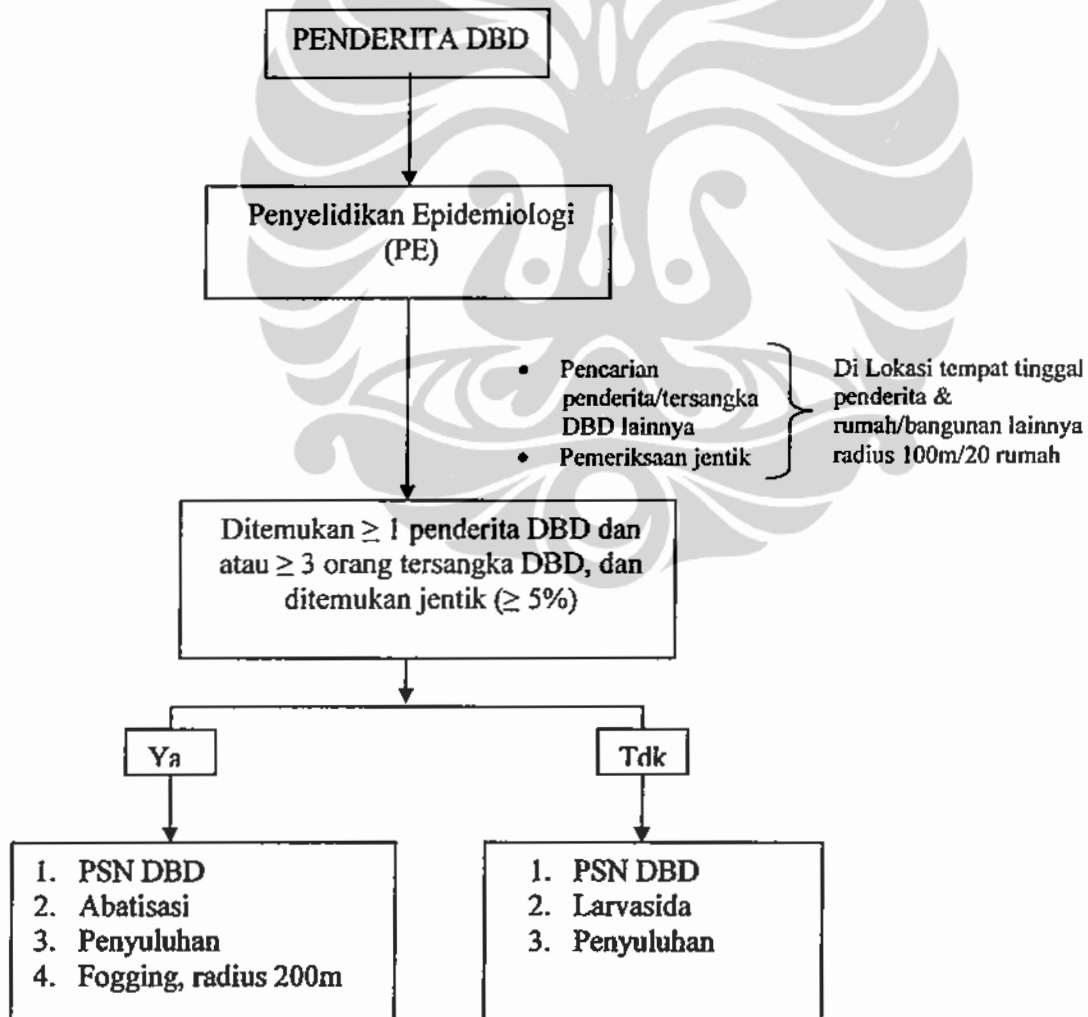 PENDERITA DBD
Penyelidikan Epidemiologi
(PE)
• Pencarian
penderita/tersangka
DBD lainnya
• Pemeriksaan jentik
Di Lokasi tempat tinggal
penderita &
rumah/bangunan lainnya
radius 100m/20 rumah
Ditemukan ≥ 1 penderita DBD dan
atau ≥ 3 orang tersangka DBD, dan
ditemukan jentik (≥ 5%)
Ya
Tdk
1. PSN DBD
2. Abatisasi
3. Penyuluhan
4. Fogging, radius 200m
1. PSN DBD
2. Larvasida
3. Penyuluhan